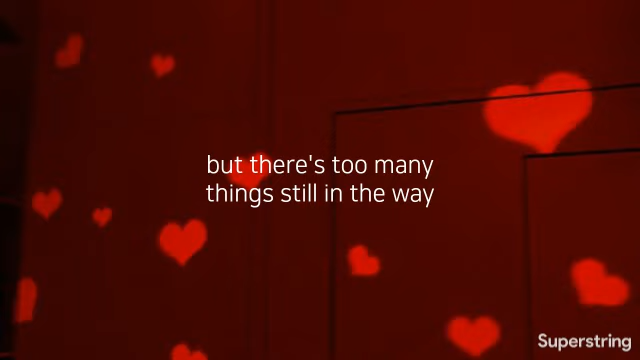 but there's too many
things still in the way
Superstring